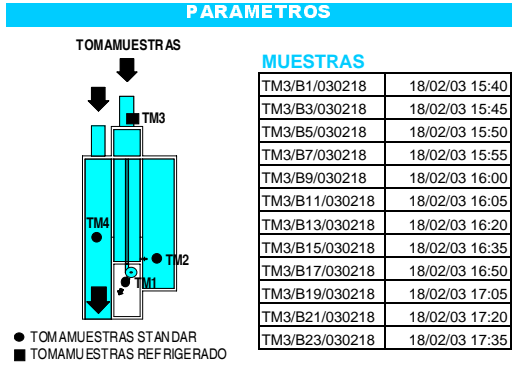 PARAMETROS
TOMAMUESTRAS
TM3
TM4
TM2
TM1
TOMAMUESTRAS STANDAR
TOMAMUESTRAS REFRIGERADO
MUESTRAS
TM3/B1/030218 18/02/03 15:40
TM3/B3/030218 18/02/03 15:45
TM3/B5/030218 18/02/03 15:50
TM3/B7/030218 18/02/03 15:55
TM3/B9/030218 18/02/03 16:00
TM3/B11/030218 18/02/03 16:05
TM3/B13/030218 18/02/03 16:20
TM3/B15/030218 18/02/03 16:35
TM3/B17/030218 18/02/03 16:50
TM3/B19/030218 18/02/03 17:05
TM3/B21/030218 18/02/03 17:20
TM3/B23/030218 18/02/03 17:35